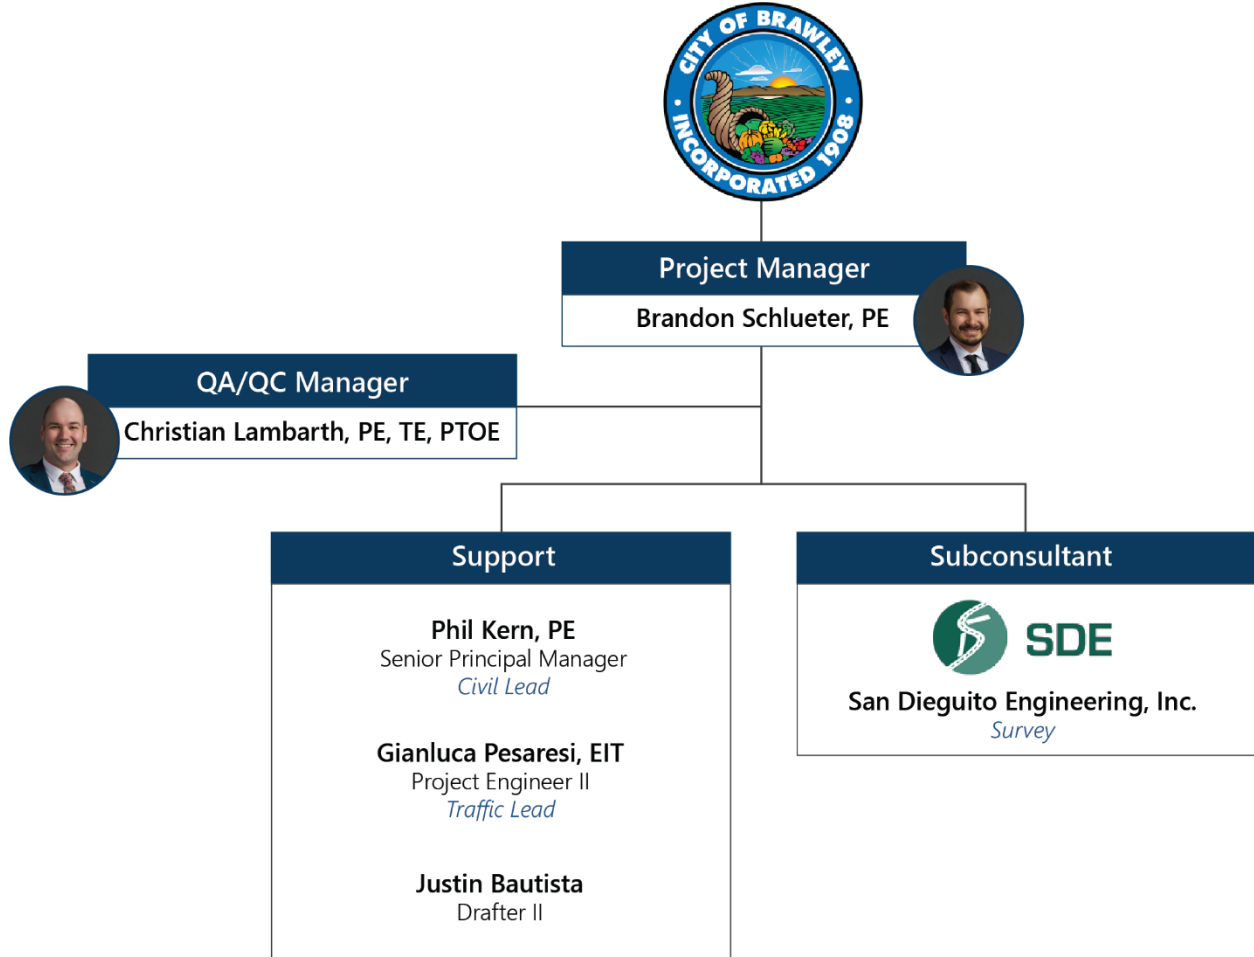 CITY OF BRAWLEY
• INCORPORATED 1908 •
Project Manager
Brandon Schlueter, PE
QA/QC Manager
Christian Lambarth, PE, TE, PTOE
Support
Phil Kern, PE
Senior Principal Manager
Civil Lead
Gianluca Pesaresi, EIT
Project Engineer II
Traffic Lead
Justin Bautista
Drafter II
Subconsultant
SDE
San Dieguito Engineering, Inc.
Survey